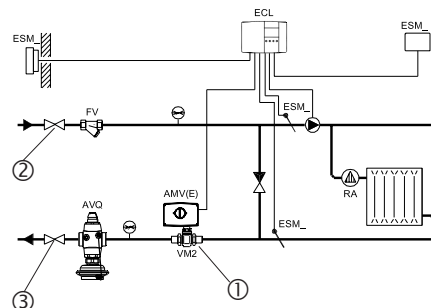 ECL
ESM_
ESM_
FV
ESM_
②
AMV(E)
RA
AVQ
ESM_
VM2
①
③